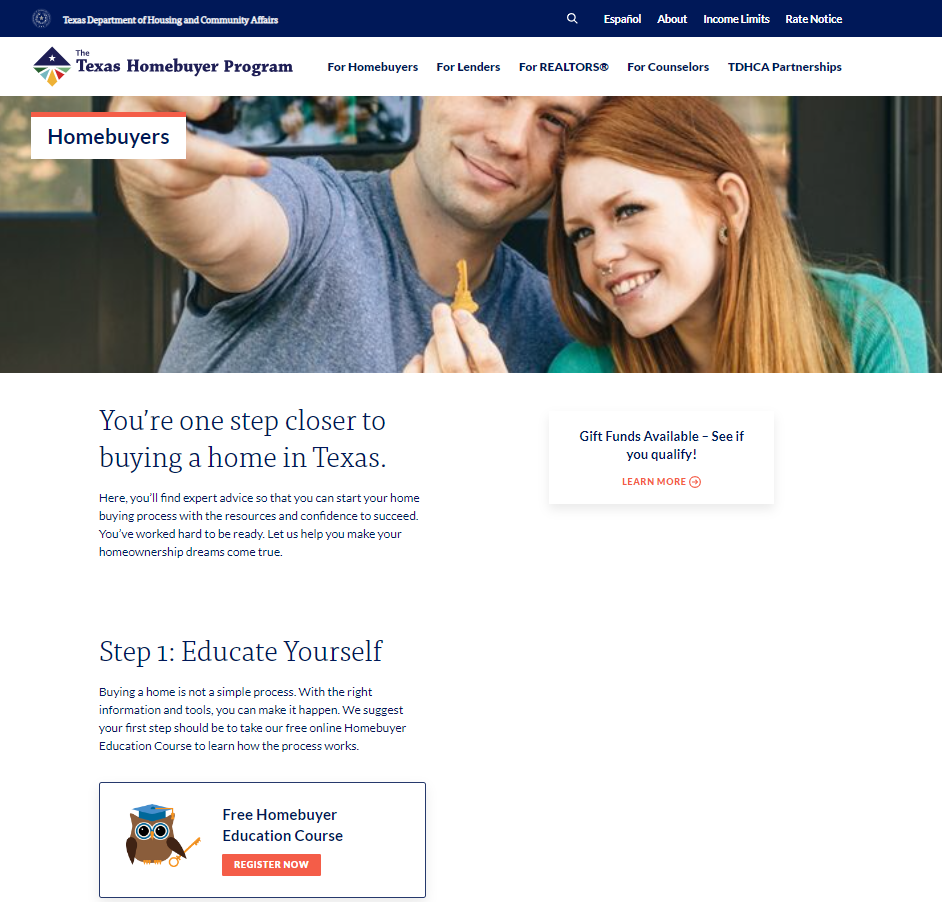 Texas Department of Housing and Community Affairs
Español About Income Limits Rate Notice
The
Texas Homebuyer Program
For Homebuyers For Lenders For REALTORS® For Counselors TDHCA Partnerships
Homebuyers
You’re one step closer to
buying a home in Texas.
Here, you’ll find expert advice so that you can start your home
buying process with the resources and confidence to succeed.
You’ve worked hard to be ready. Let us help you make your
homeownership dreams come true.
Gift Funds Available – See if
you qualify!
LEARN MORE
Step 1: Educate Yourself
Buying a home is not a simple process. With the right
information and tools, you can make it happen. We suggest
your first step should be to take our free online Homebuyer
Education Course to learn how the process works.
Free Homebuyer
Education Course
REGISTER NOW